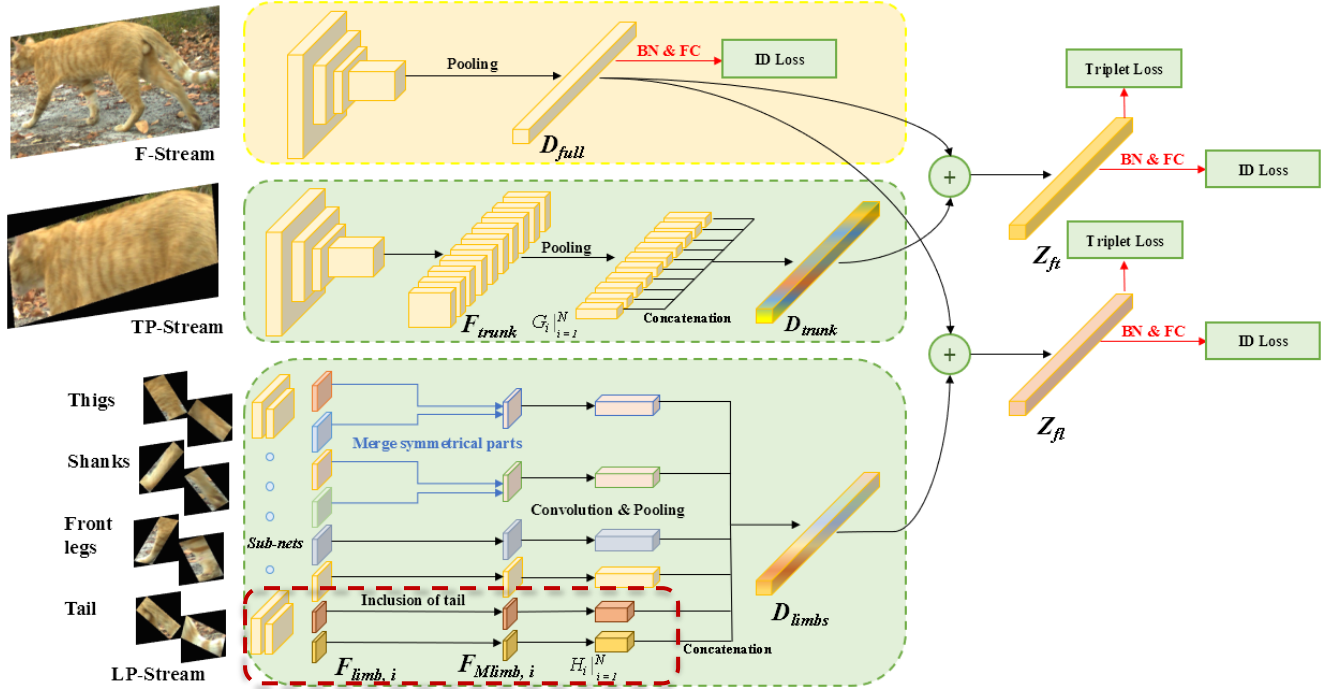 F-Stream
Pooling
BN & FC
ID Loss
D_full
Triplet Loss
BN & FC
ID Loss
+
Z_ft
TP-Stream
F_trunk
Pooling
G_i|_{i=1}^N
Concatenation
D_trunk
Triplet Loss
BN & FC
ID Loss
+
Z_fl
Thigs
Shanks
Front
legs
Tail
LP-Stream
Merge symmetrical parts
Convolution & Pooling
Sub-nets
Inclusion of tail
F_limb, i
F_Mlimb, i
H_i|_{i=1}^N
Concatenation
D_limbs